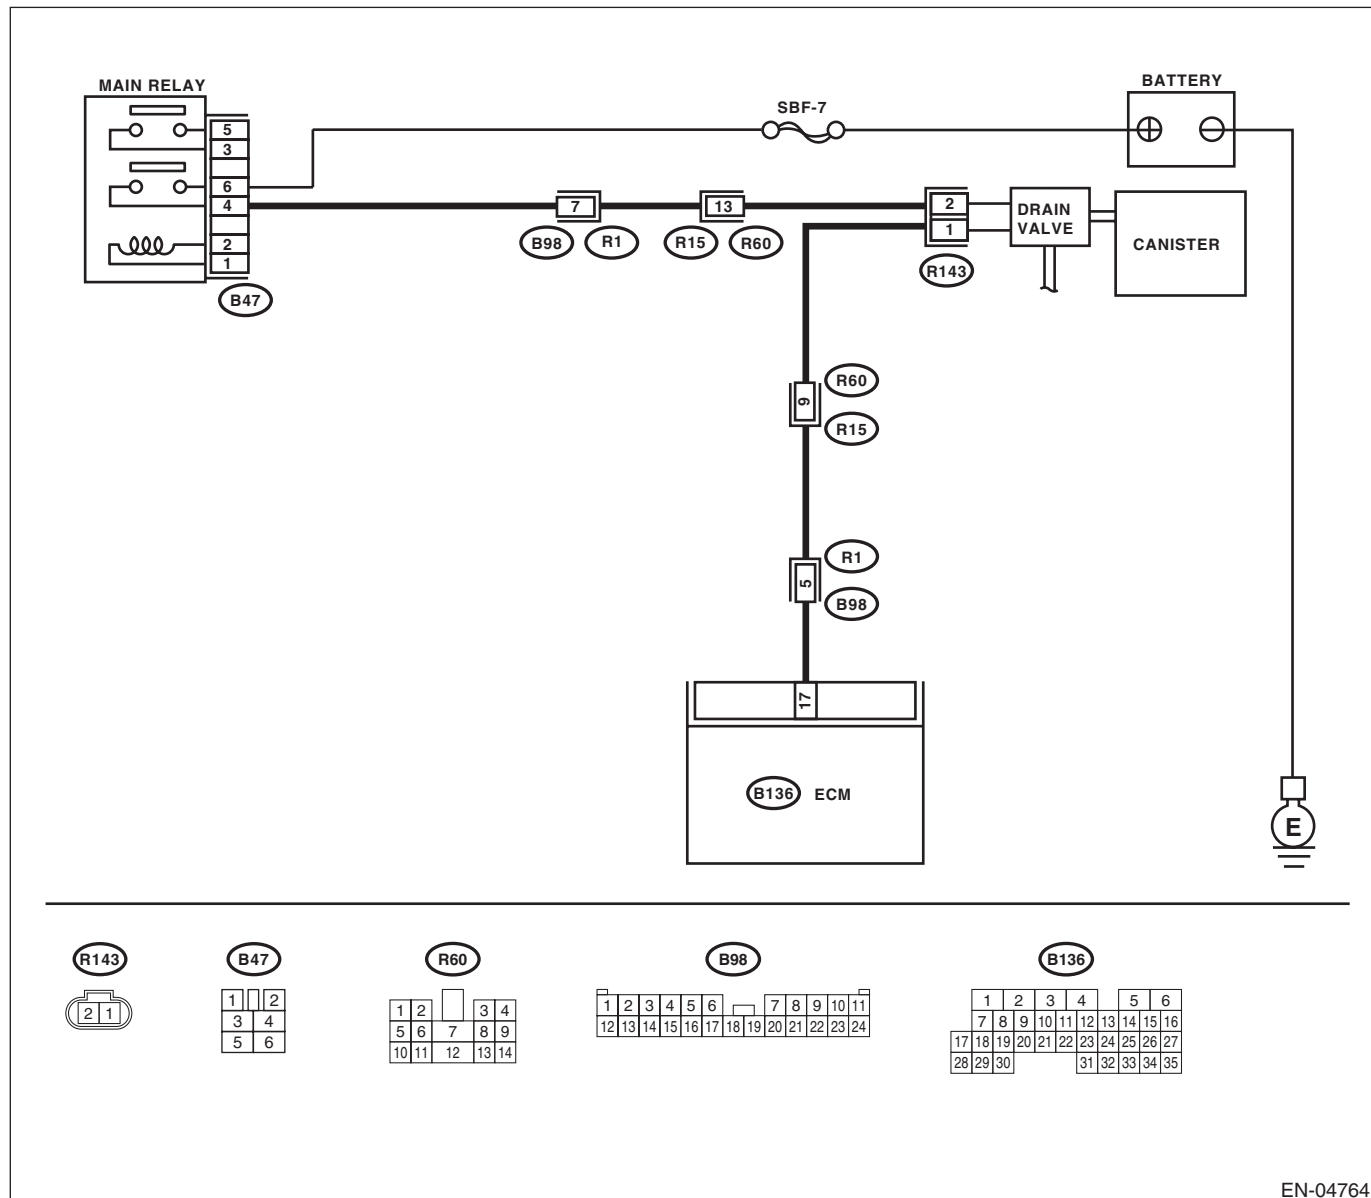 MAIN RELAY
BATTERY
SBF-7
5
3
6
4
2
1
B47
7
B98 R1
13
R15 R60
2
1
R143
DRAIN
VALVE
CANISTER
R60
9
R15
R1
5
B98
17
B136 ECM
E
R143
2 1
B47
1 2
3 4
5 6
R60
1 2 3 4
5 6 7 8 9
10 11 12 13 14
B98
1 2 3 4 5 6 7 8 9 10 11
12 13 14 15 16 17 18 19 20 21 22 23 24
B136
1 2 3 4 5 6
7 8 9 10 11 12 13 14 15 16
17 18 19 20 21 22 23 24 25 26 27
28 29 30 31 32 33 34 35
EN-04764